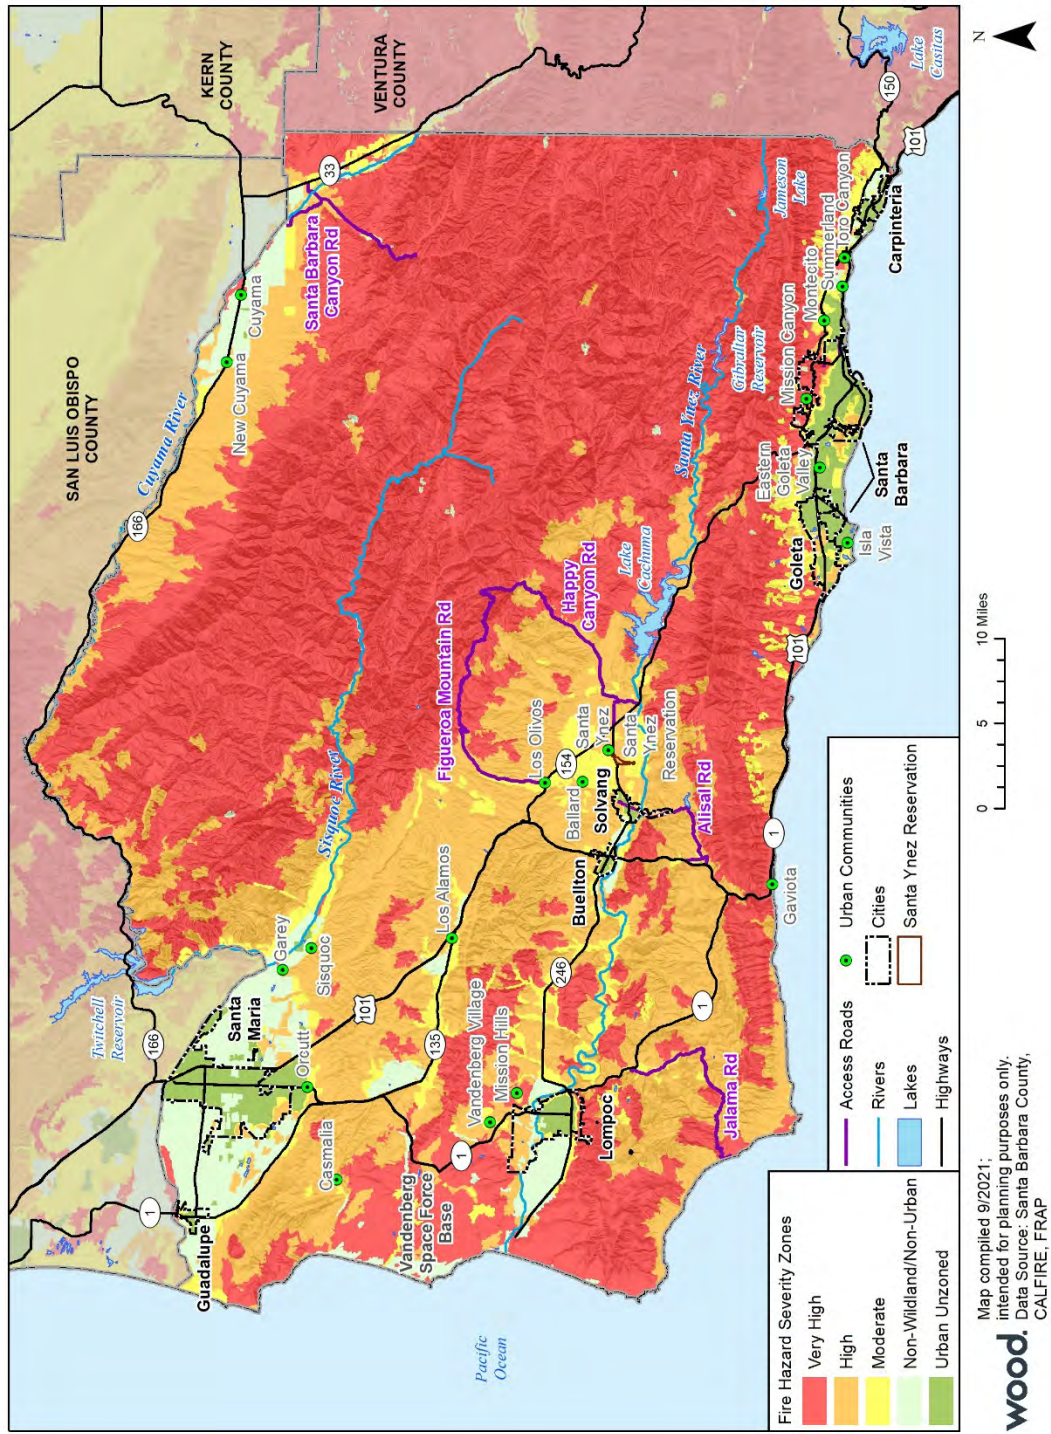 SAN LUIS OBISPO
COUNTY
KERN
COUNTY
VENTURA
COUNTY
Twitchell
Reservoir
Cuyama River
166
166
33
1
Guadalupe
Santa
Maria
Orcutt
Garey
Sisquoc
Sisquoc River
New Cuyama
Cuyama
Santa Barbara
Canyon Rd
Casmalia
101
135
Los Alamos
Figueroa Mountain Rd
Happy
Canyon Rd
Vandenberg
Space Force
Base
1
Vandenberg Village
Mission Hills
246
Los Olivos
154
Ballard
Santa
Ynez
Solvang
Buellton
Santa
Ynez
Reservation
Lake
Cachuma
Santa Ynez River
Gibraltar
Reservoir
Jameson
Lake
Lompoc
Jalama Rd
1
Alisal Rd
1
Gaviota
101
Goleta
Eastern
Goleta
Valley
Isla
Vista
Santa
Barbara
Mission Canyon
Montecito
Summerland
Toro Canyon
Carpinteria
101
150
Lake
Casitas
Pacific
Ocean
Fire Hazard Severity Zones
Very High
High
Moderate
Non-Wildland/Non-Urban
Urban Unzoned
Access Roads
Rivers
Lakes
Highways
Urban Communities
Cities
Santa Ynez Reservation
0
5
10 Miles
N
wood.
Map compiled 9/2021;
intended for planning purposes only.
Data Source: Santa Barbara County,
CALFIRE, FRAP